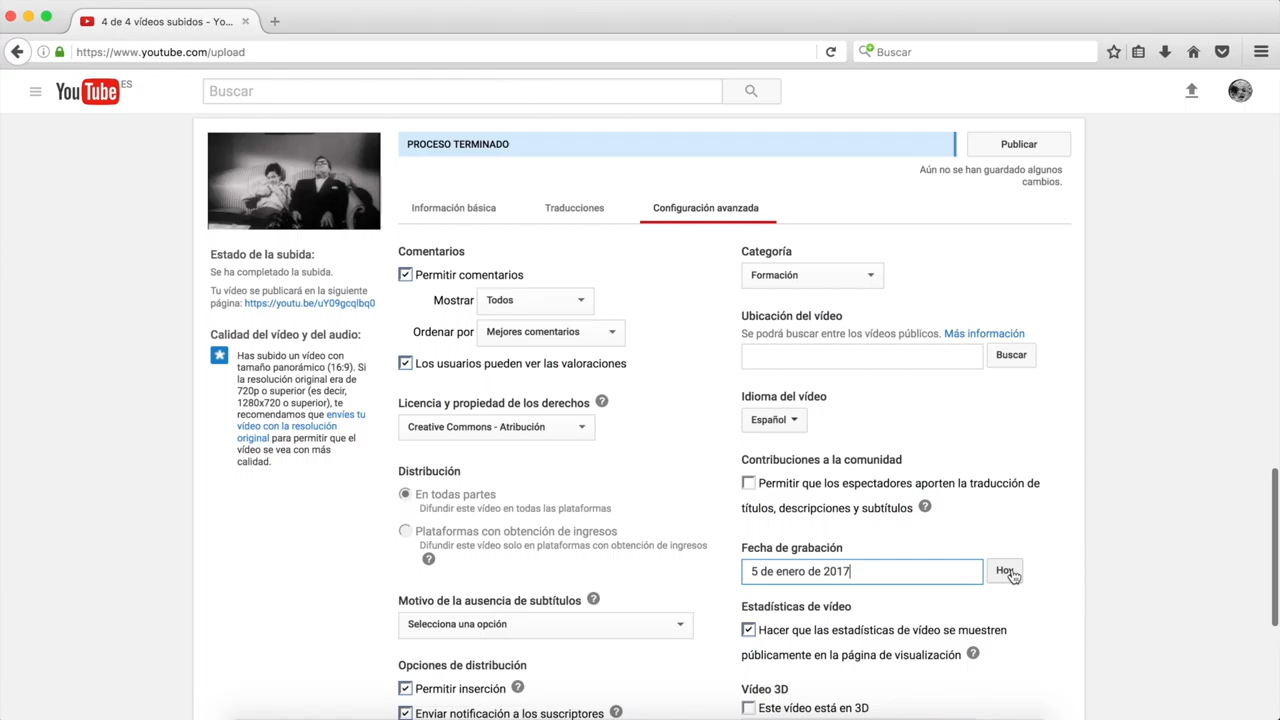 4 de 4 vídeos subidos - Yo...
https://www.youtube.com/upload
Buscar
YouTube ES
Buscar
PROCESO TERMINADO
Publicar
Aún no se han guardado algunos
cambios.
Información básica
Traducciones
Configuración avanzada
Estado de la subida:
Se ha completado la subida.
Tu vídeo se publicará en la siguiente
página: https://youtu.be/uY09gcqlbq0
Calidad del vídeo y del audio:
Has subido un vídeo con
tamaño panorámico (16:9). Si
la resolución original era de
720p o superior (es decir,
1280x720 o superior), te
recomendamos que envíes tu
vídeo con la resolución
original para permitir que el
vídeo se vea con más
calidad.
Comentarios
Permitir comentarios
Mostrar Todos
Ordenar por Mejores comentarios
Los usuarios pueden ver las valoraciones
Licencia y propiedad de los derechos ?
Creative Commons - Atribución
Distribución
En todas partes
Difundir este vídeo en todas las plataformas
Plataformas con obtención de ingresos
Difundir este vídeo solo en plataformas con obtención de ingresos
?
Motivo de la ausencia de subtítulos ?
Selecciona una opción
Opciones de distribución
Permitir inserción ?
Enviar notificación a los suscriptores ?
Categoría
Formación
Ubicación del vídeo
Se podrá buscar entre los vídeos públicos. Más información
Buscar
Idioma del vídeo
Español
Contribuciones a la comunidad
Permitir que los espectadores aporten la traducción de
títulos, descripciones y subtítulos ?
Fecha de grabación
5 de enero de 2017
Hoy
Estadísticas de vídeo
Hacer que las estadísticas de vídeo se muestren
públicamente en la página de visualización ?
Vídeo 3D
Este vídeo está en 3D